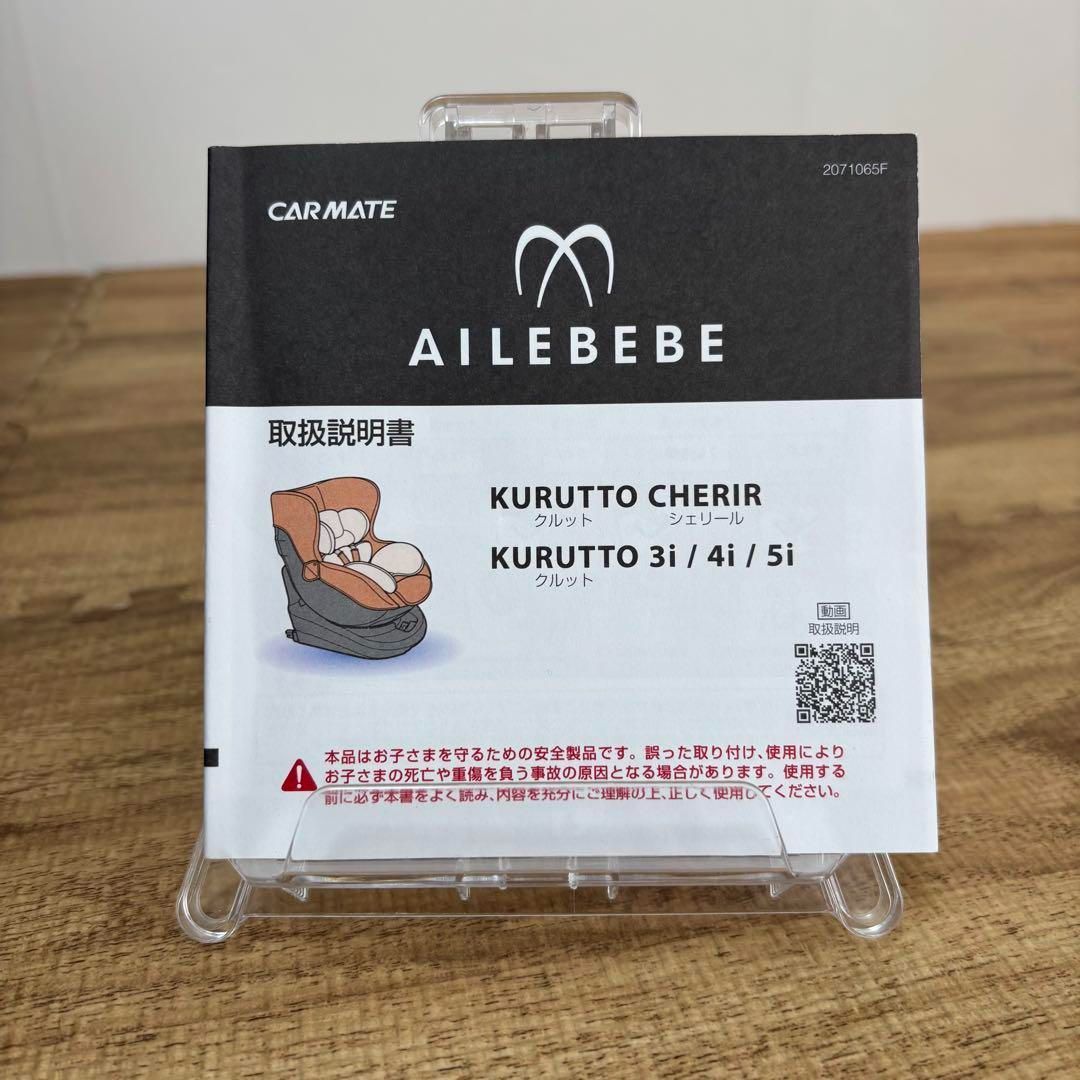 2071065F
CARMATE
AILEBEBE
取扱説明書
KURUTTO CHERIR
クルット シェリール
KURUTTO 3i / 4i / 5i
クルット
動画
取扱説明
本品はお子さまを守るための安全製品です。誤った取り付け、使用により
お子さまの死亡や重傷を負う事故の原因となる場合があります。使用する
前に必ず本書をよく読み、内容を充分にご理解の上、正しく使用してください。